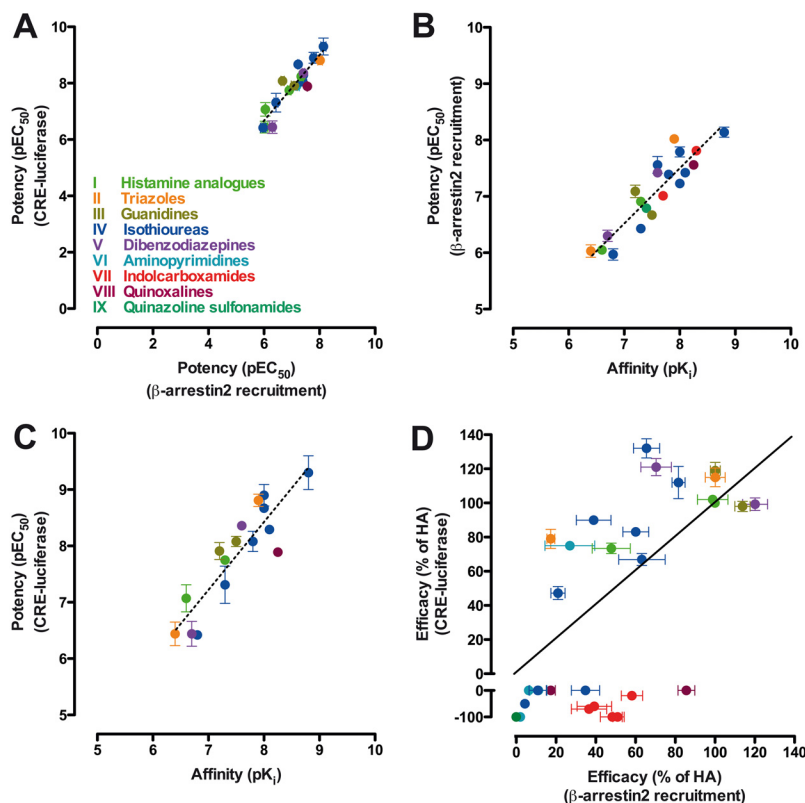 A
Potency (pEC50)
(CRE-luciferase)
10
8
6
4
2
0
I Histamine analogues
II Triazoles
III Guanidines
IV Isothioureas
V Dibenzodiazepines
VI Aminopyrimidines
VII Indolcarboxamides
VIII Quinoxalines
IX Quinazoline sulfonamides
0 2 4 6 8 10
Potency (pEC50)
(β-arrestin2 recruitment)
B
Potency (pEC50)
(β-arrestin2 recruitment)
10
9
8
7
6
5
5 6 7 8 9 10
Affinity (pKi)
C
Potency (pEC50)
(CRE-luciferase)
10
9
8
7
6
5
5 6 7 8 9 10
Affinity (pKi)
D
Efficacy (% of HA)
(CRE-luciferase)
140
120
100
80
60
40
20
0
0
-100
0 20 40 60 80 100 120 140
Efficacy (% of HA)
(β-arrestin2 recruitment)